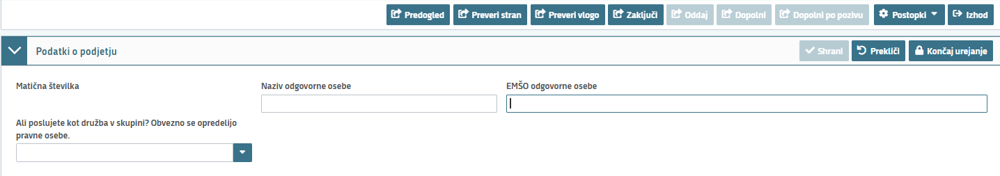 Predogled Preveri stran Preveri vlogo Zaključi Oddaj Dopolni Dopolni po pozivu Postopki Izhod
Podatki o podjetju Shrani Prekliči Končaj urejanje
Matična številka Naziv odgovorne osebe EMŠO odgovorne osebe
Ali poslujete kot družba v skupini? Obvezno se opredelijo
pravne osebe.